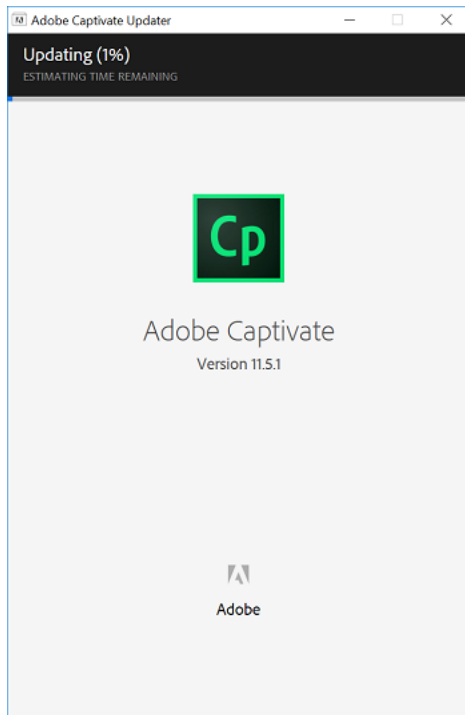 Adobe Captivate Updater
Updating (1%)
ESTIMATING TIME REMAINING
Cp
Adobe Captivate
Version 11.5.1
Adobe